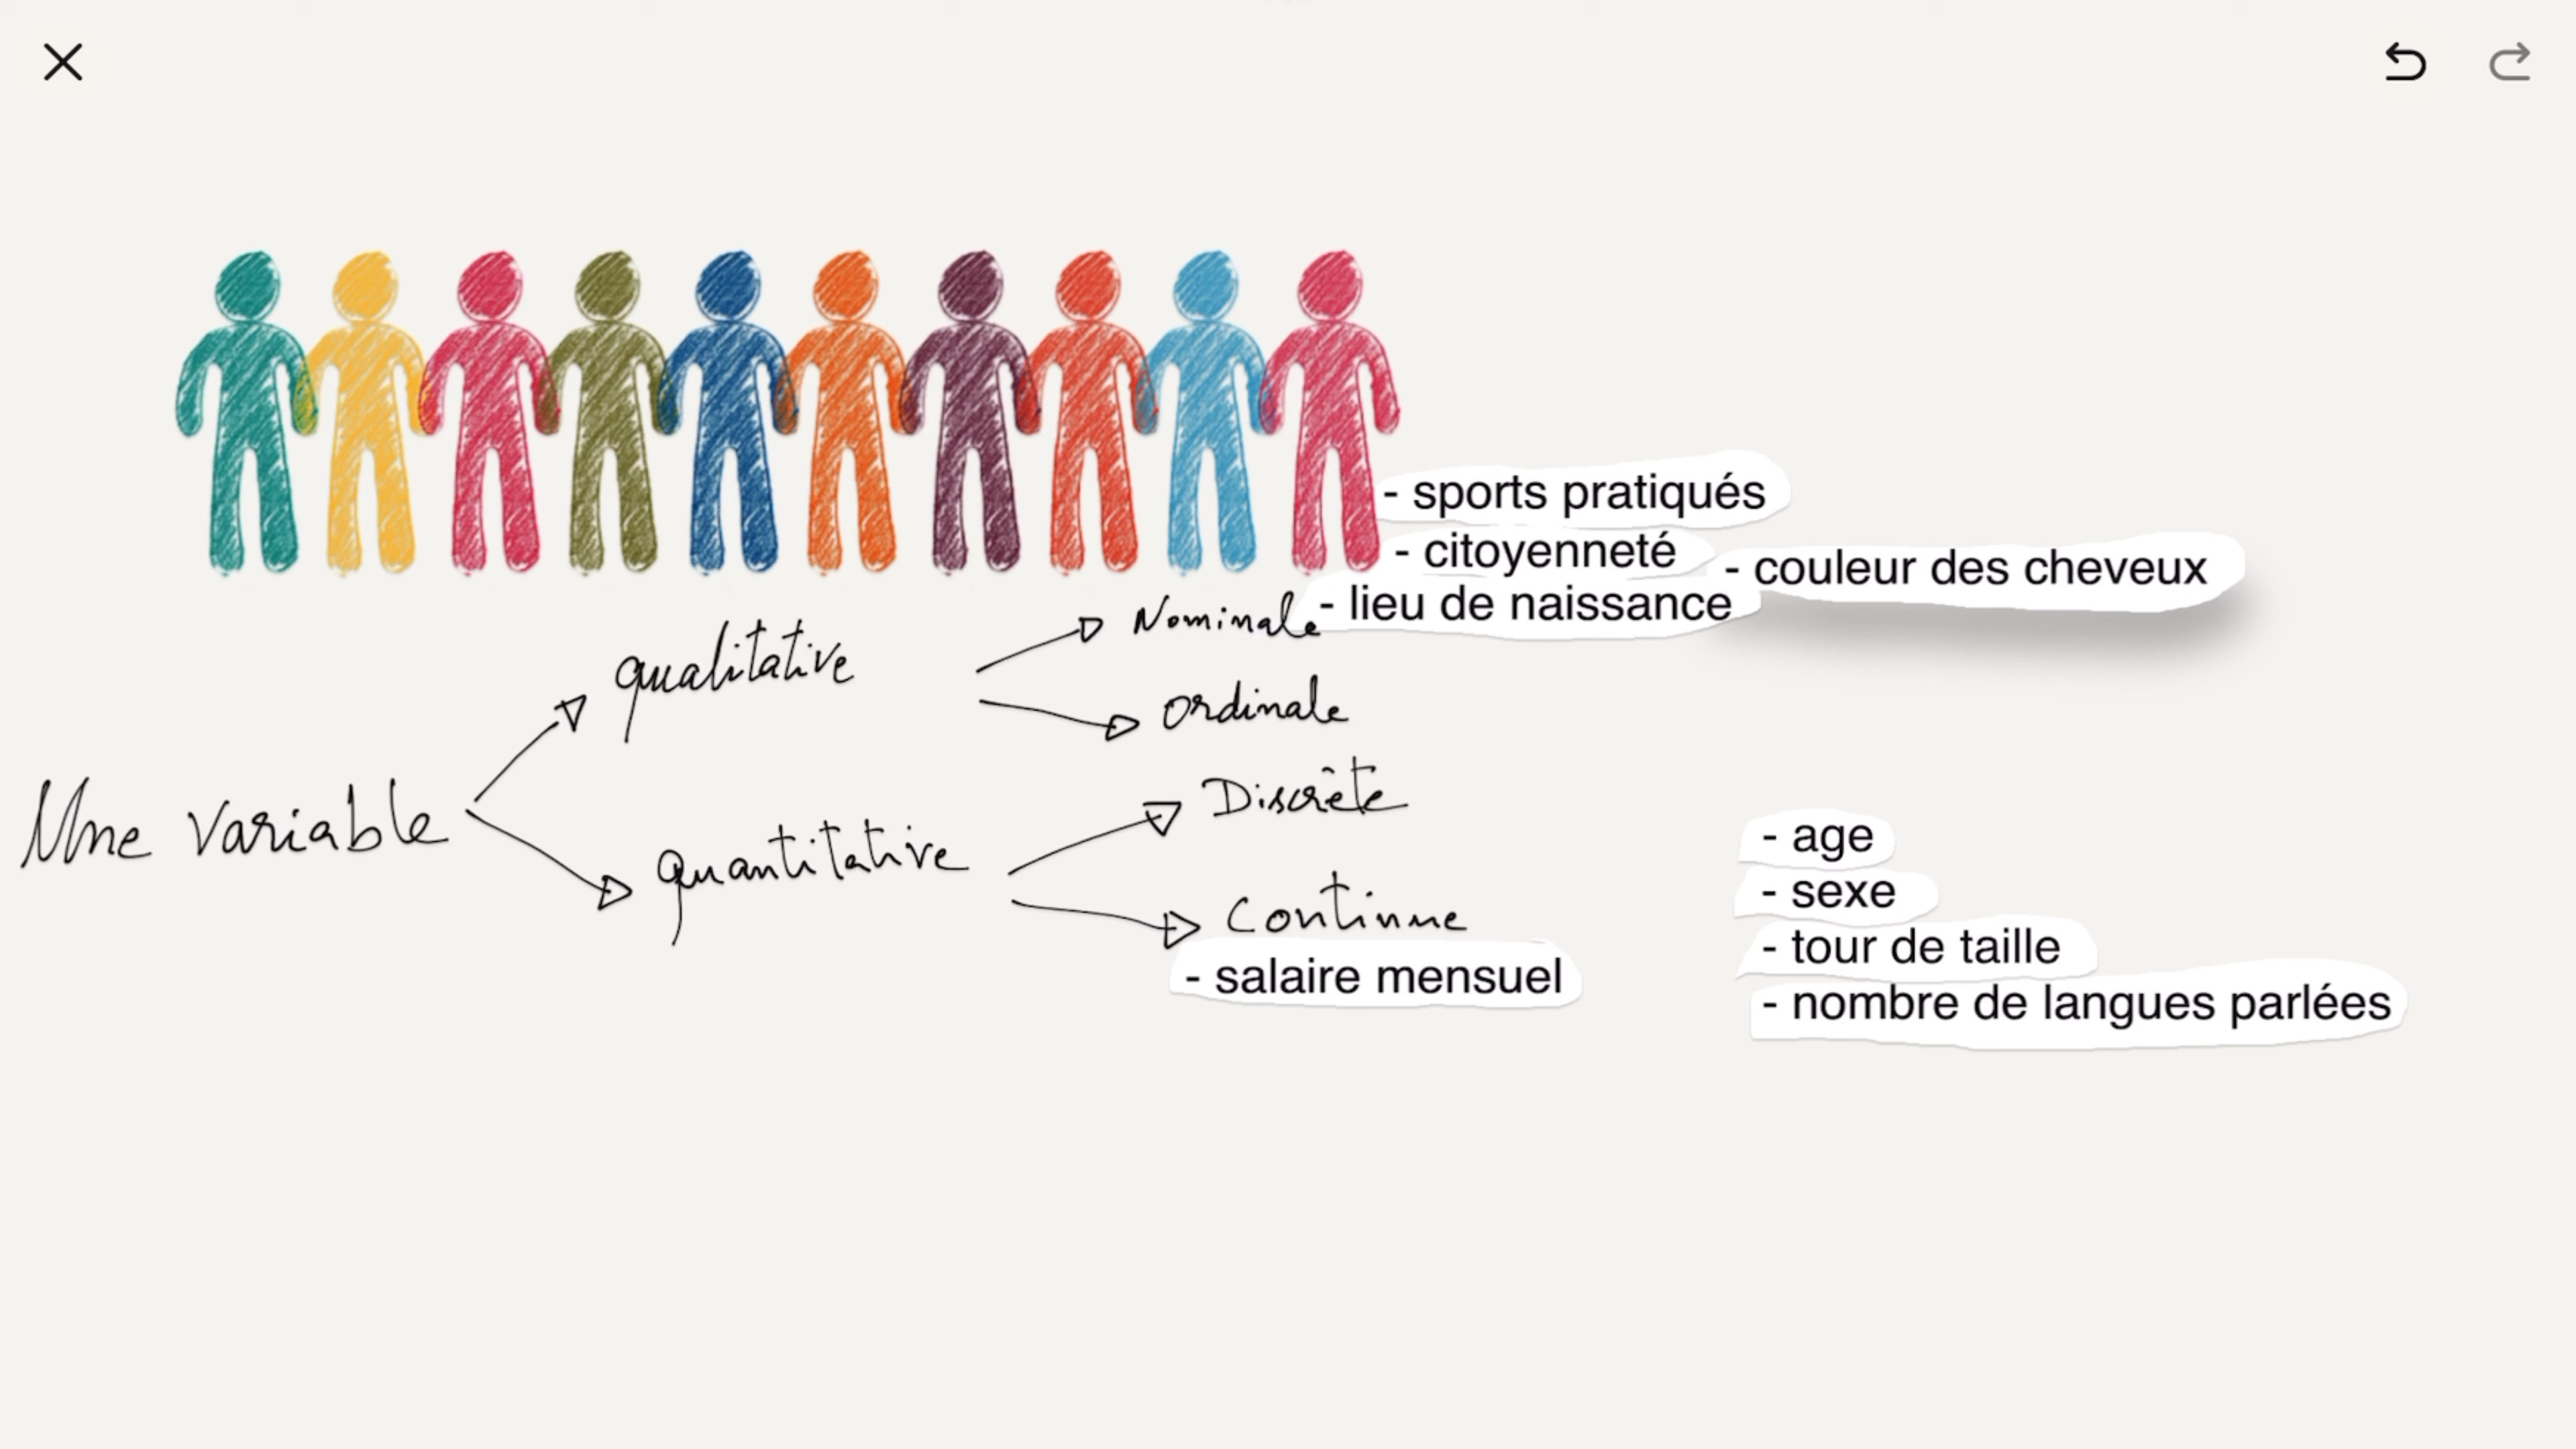 - sports pratiqués
- citoyenneté
- couleur des cheveux
- lieu de naissance
Nominale
qualitative
Ordinale
Discrète
Une variable
quantitative
Continue
- salaire mensuel
- age
- sexe
- tour de taille
- nombre de langues parlées